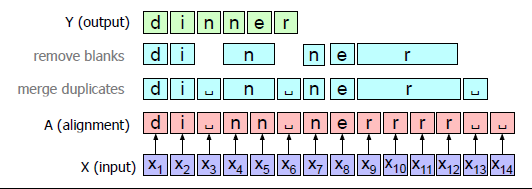 Y (output) d i n n e r
remove blanks d i n n e r
merge duplicates d i ␣ n ␣ n e r ␣
A (alignment) d i ␣ n n ␣ n e r r r r ␣ ␣
X (input) x₁ x₂ x₃ x₄ x₅ x₆ x₇ x₈ x₉ x₁₀ x₁₁ x₁₂ x₁₃ x₁₄